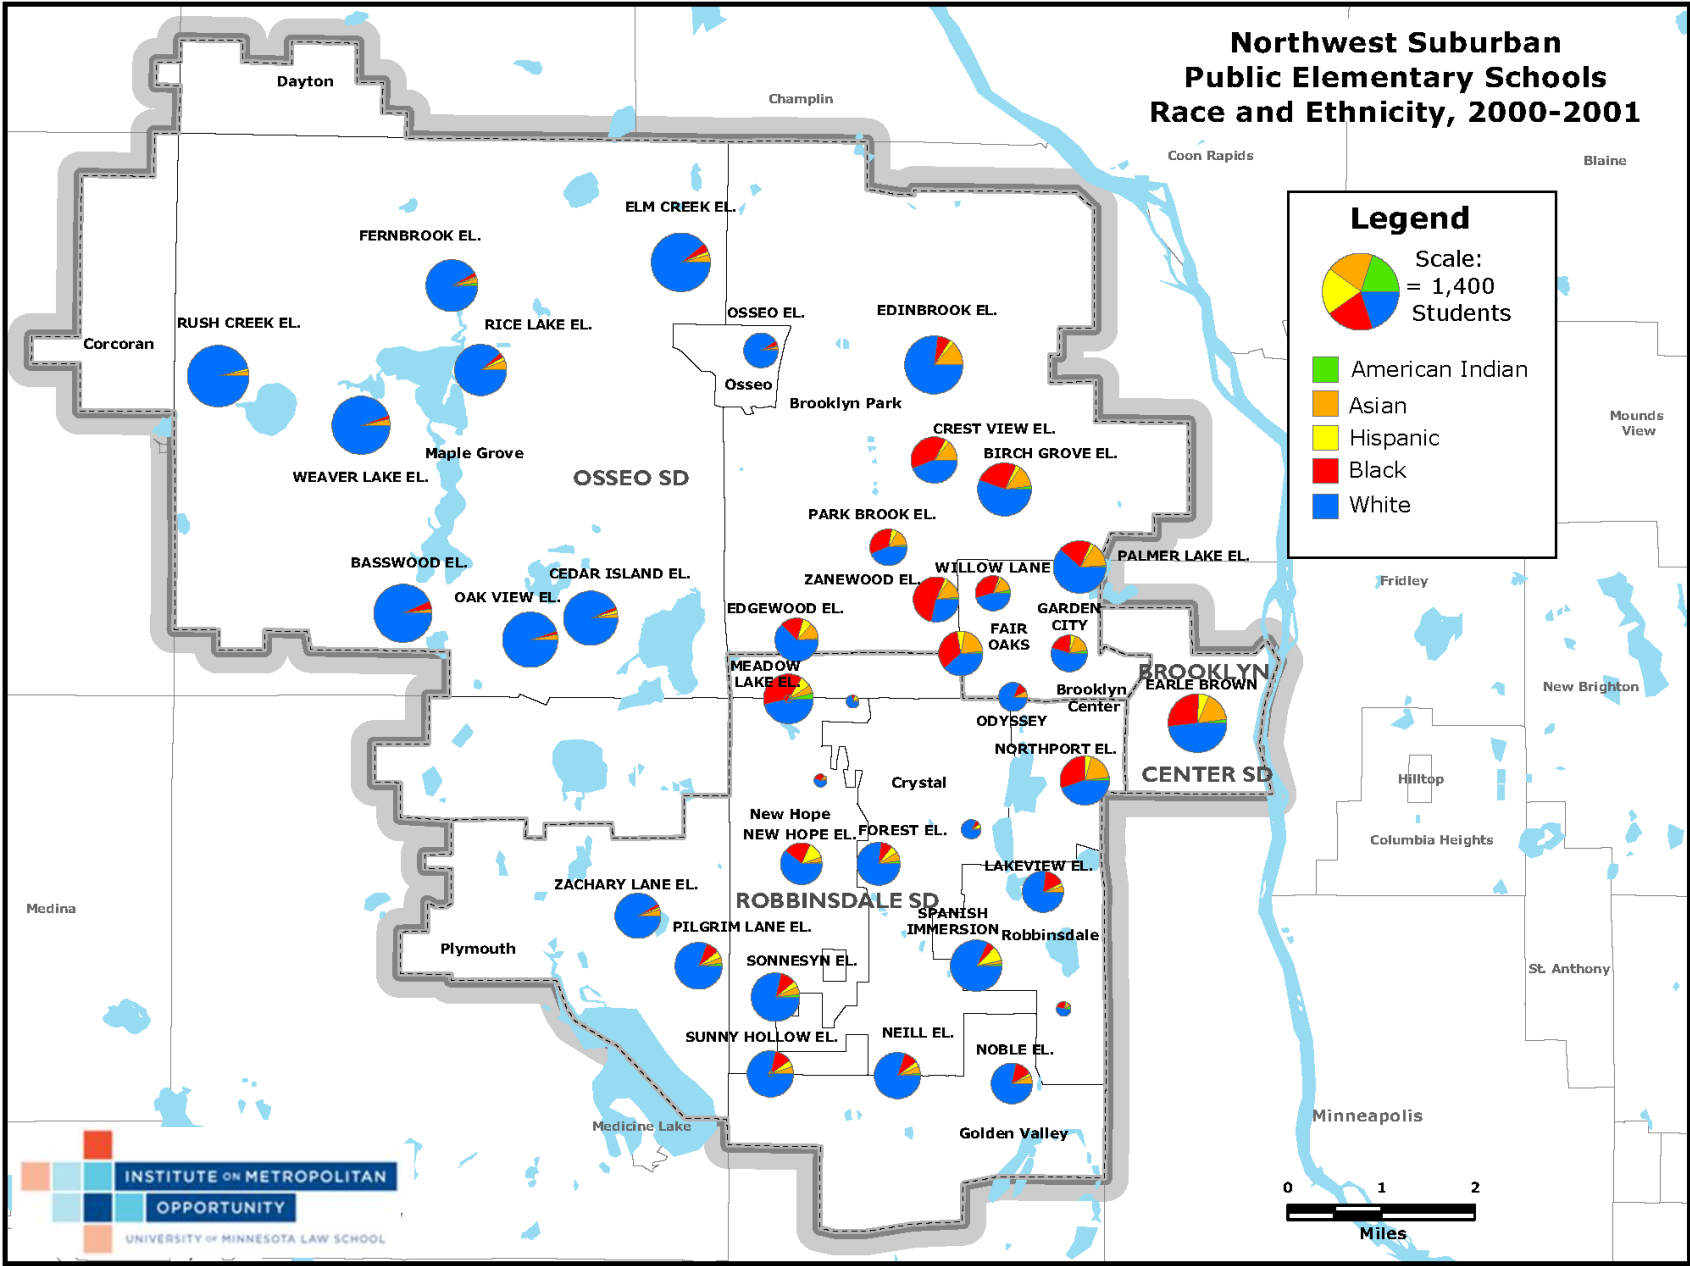 Northwest Suburban
Public Elementary Schools
Race and Ethnicity, 2000-2001
Dayton
Champlin
Coon Rapids
Blaine
Legend
Scale:
= 1,400
Students
American Indian
Asian
Hispanic
Black
White
ELM CREEK EL.
FERNBROOK EL.
RUSH CREEK EL.
RICE LAKE EL.
OSSEO EL.
EDINBROOK EL.
Corcoran
Osseo
Brooklyn Park
Mounds
View
CREST VIEW EL.
BIRCH GROVE EL.
Maple Grove
WEAVER LAKE EL.
OSSEO SD
PARK BROOK EL.
PALMER LAKE EL.
BASSWOOD EL.
CEDAR ISLAND EL.
OAK VIEW EL.
ZANEWOOD EL.
WILLOW LANE
Fridley
EDGEWOOD EL.
GARDEN
CITY
FAIR
OAKS
MEADOW
LAKE EL.
BROOKLYN
EARLE BROWN
New Brighton
Brooklyn
Center
ODYSSEY
NORTHPORT EL.
CENTER SD
Hilltop
Crystal
New Hope
NEW HOPE EL.
FOREST EL.
Columbia Heights
LAKEVIEW EL.
ZACHARY LANE EL.
ROBBINSDALE SD
Medina
SPANISH
IMMERSION
PILGRIM LANE EL.
Robbinsdale
Plymouth
SONNESYN EL.
St. Anthony
SUNNY HOLLOW EL.
NEILL EL.
NOBLE EL.
Medicine Lake
Golden Valley
Minneapolis
INSTITUTE ON METROPOLITAN
OPPORTUNITY
UNIVERSITY OF MINNESOTA LAW SCHOOL
0 1 2
Miles